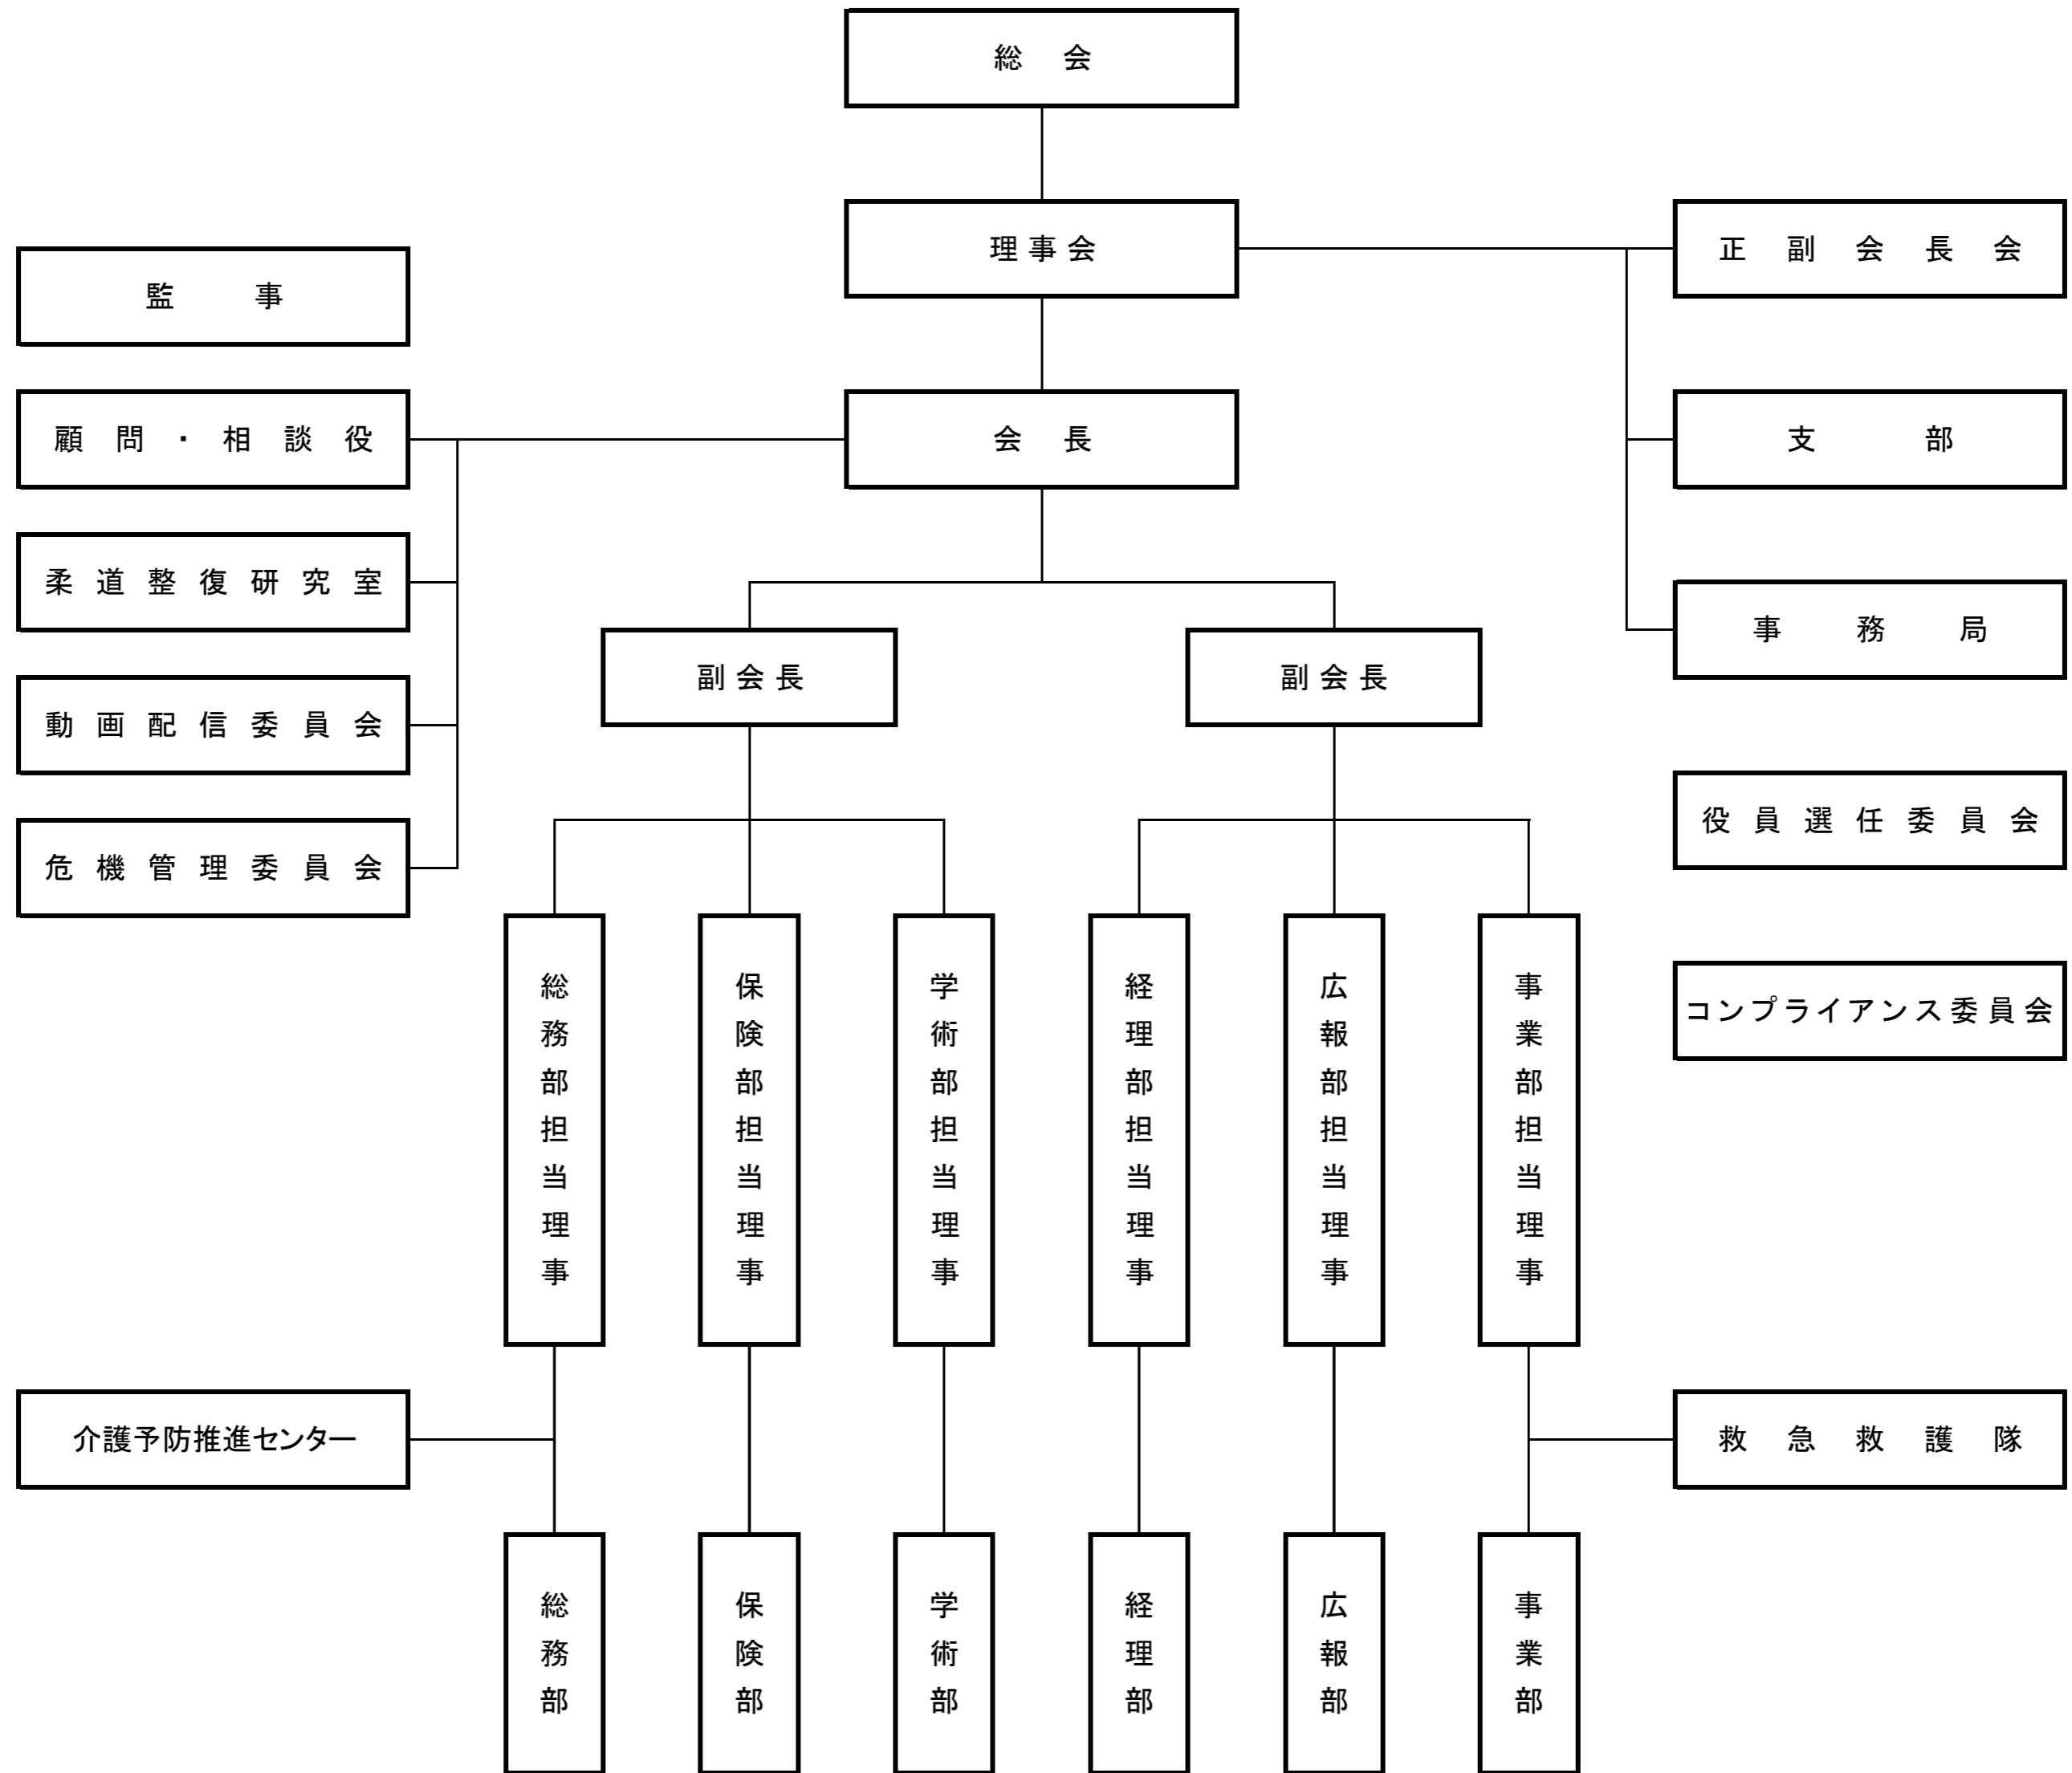 総会
理事会
正副会長会
監事
顧問・相談役
会長
支部
柔道整復研究室
事務局
副会長
副会長
動画配信委員会
役員選任委員会
危機管理委員会
コンプライアンス委員会
総務部担当理事
保険部担当理事
学術部担当理事
経理部担当理事
広報部担当理事
事業部担当理事
介護予防推進センター
救急救護隊
総務部
保険部
学術部
経理部
広報部
事業部